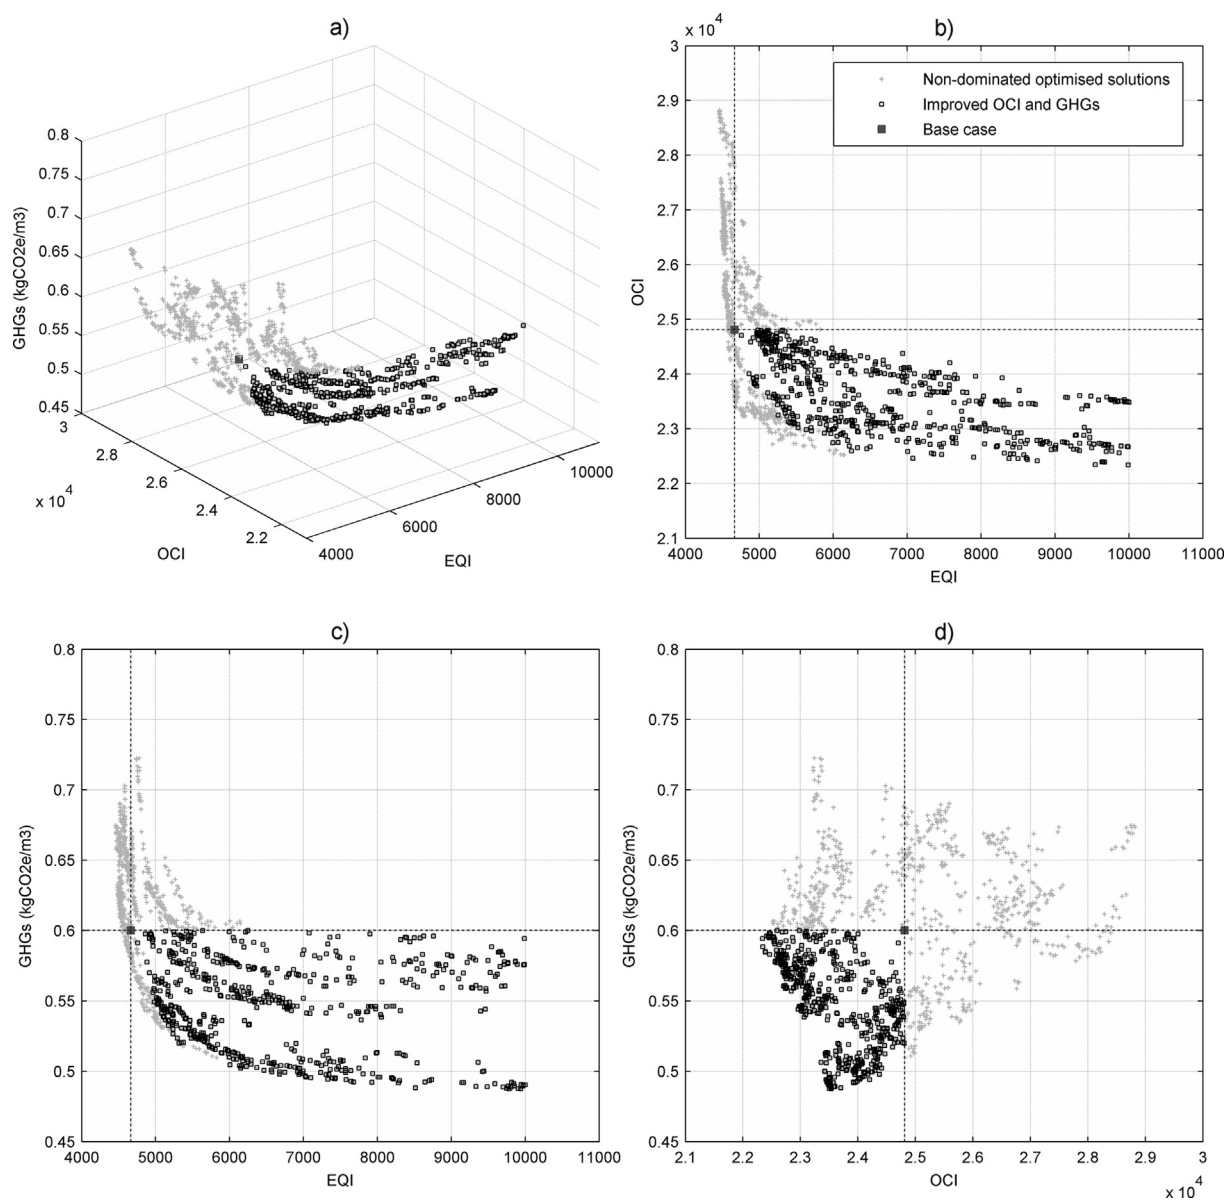 a)
0.8
0.75
0.7
0.65
0.6
0.55
0.5
0.45
GHGs (kgCO2e/m3)
3
2.8
2.6
2.4
2.2
x 10^4
OCI
4000
6000
8000
10000
EQI
b)
x 10^4
3
2.9
2.8
2.7
2.6
2.5
2.4
2.3
2.2
2.1
OCI
Non-dominated optimised solutions
Improved OCI and GHGs
Base case
4000 5000 6000 7000 8000 9000 10000 11000
EQI
c)
0.8
0.75
0.7
0.65
0.6
0.55
0.5
0.45
GHGs (kgCO2e/m3)
4000 5000 6000 7000 8000 9000 10000 11000
EQI
d)
0.8
0.75
0.7
0.65
0.6
0.55
0.5
0.45
GHGs (kgCO2e/m3)
2.1 2.2 2.3 2.4 2.5 2.6 2.7 2.8 2.9 3
OCI
x 10^4